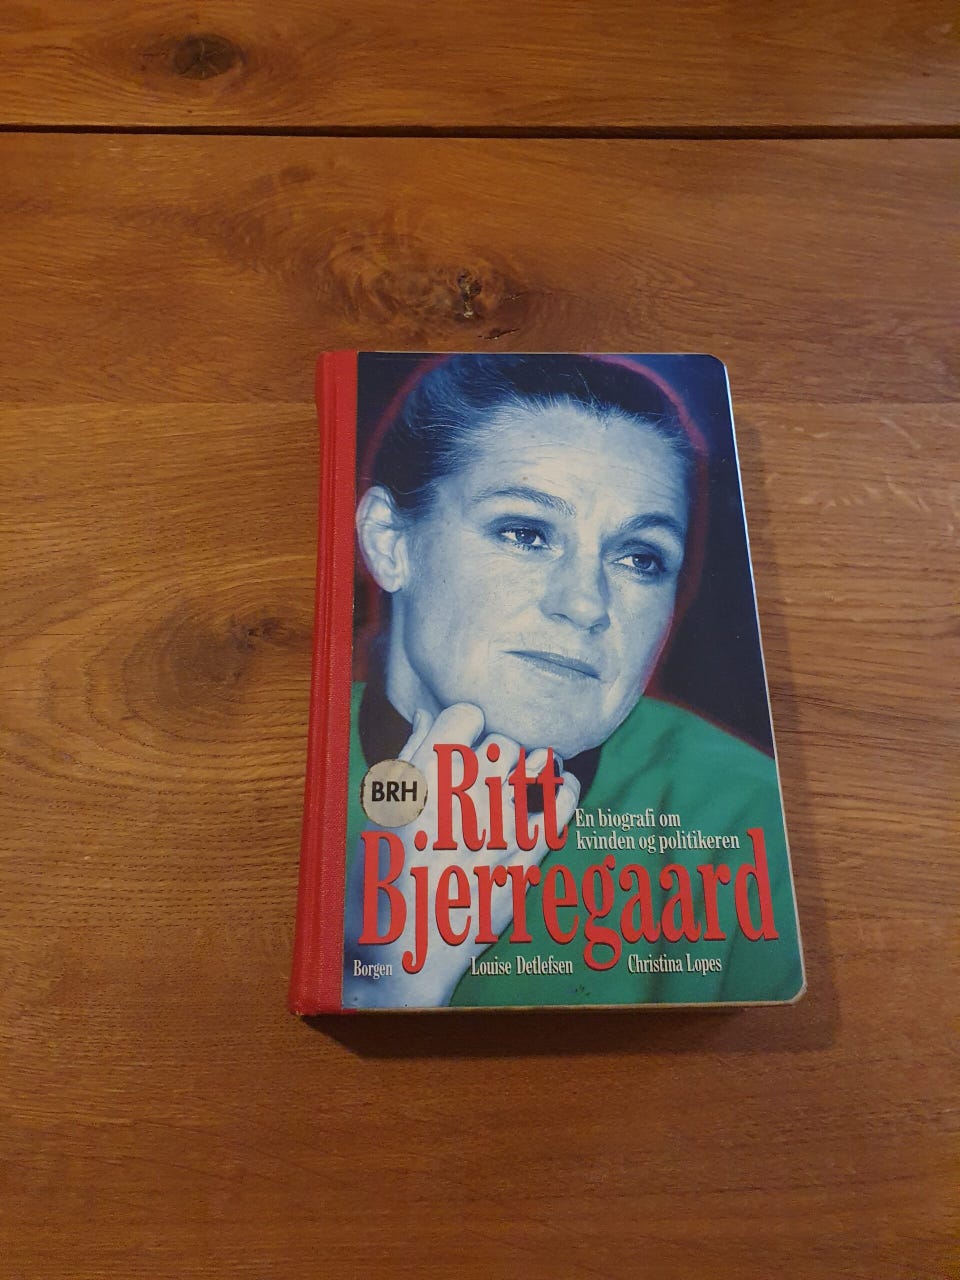 BRH
Ritt
En biografi om
kvinden og politikeren
Bjerregaard
Borgen
Louise Detlefsen
Christina Lopes